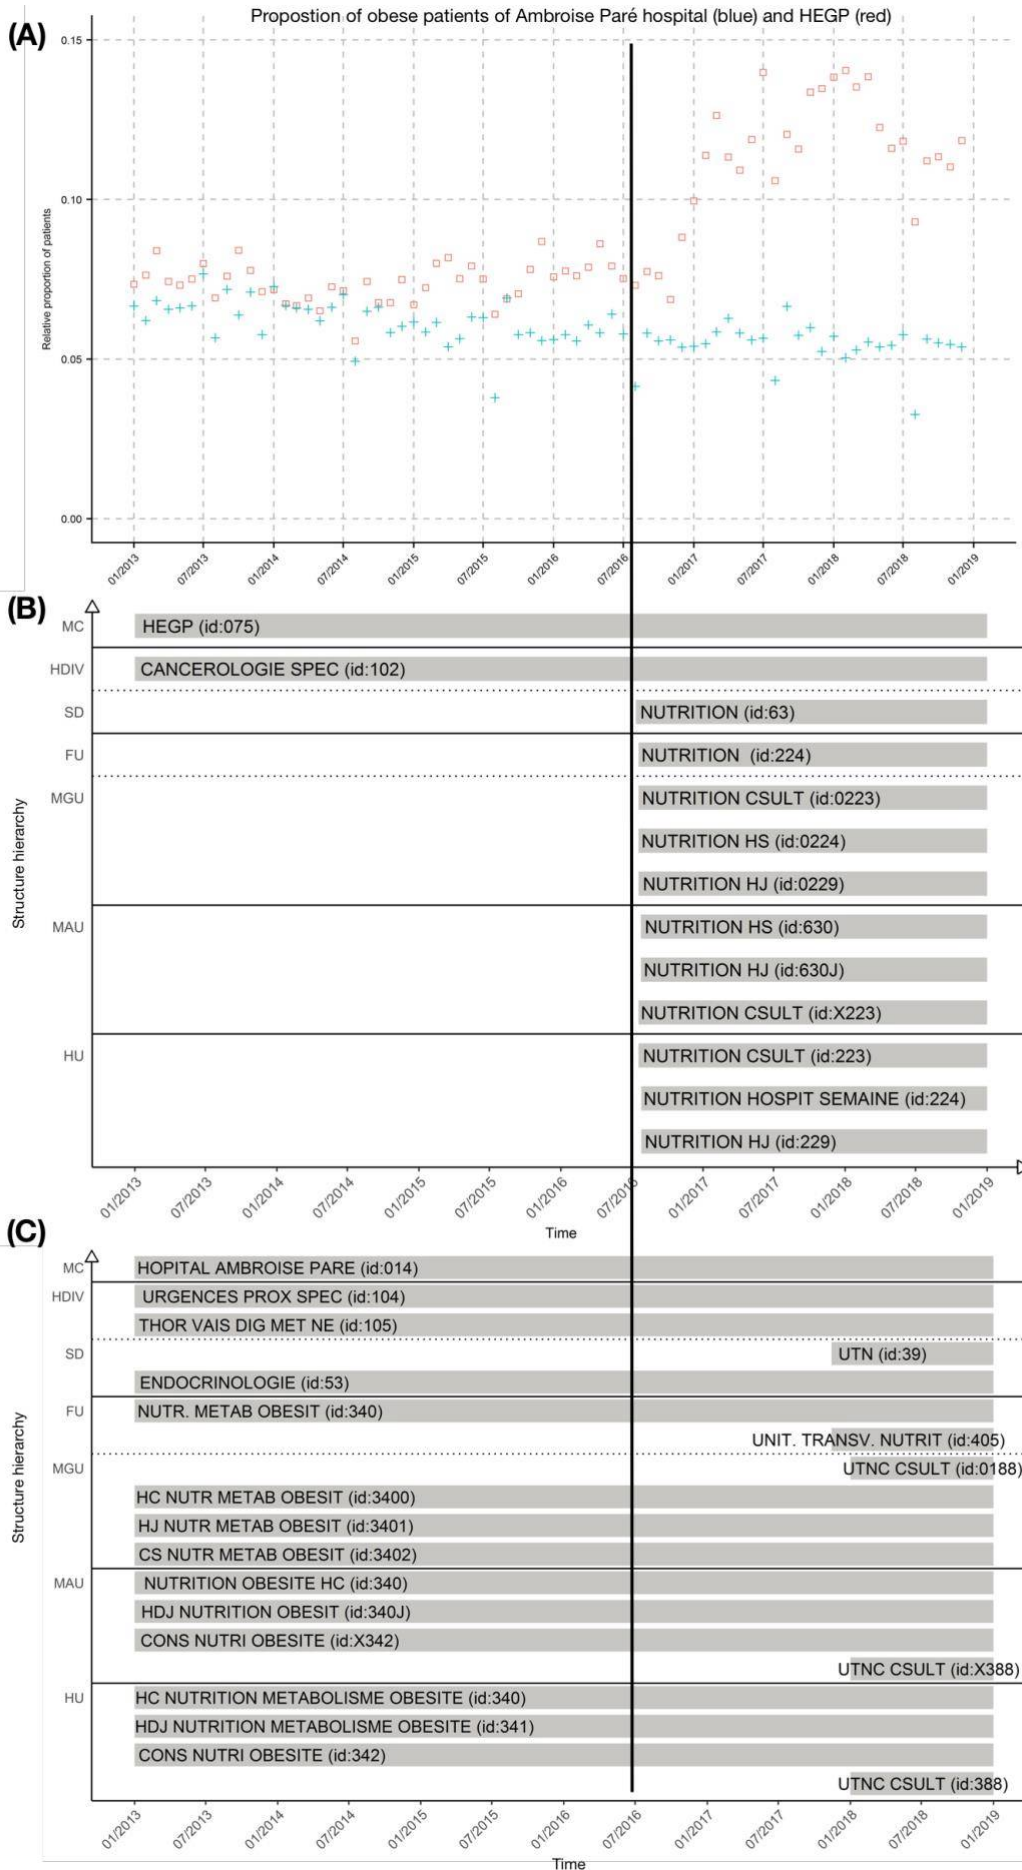 (A)
Propostion of obese patients of Ambroise Paré hospital (blue) and HEGP (red)
Relative proportion of patients
0.15
0.10
0.05
0.00
01/2013 07/2013 01/2014 07/2014 01/2015 07/2015 01/2016 07/2016 01/2017 07/2017 01/2018 07/2018 01/2019
(B)
Structure hierarchy
MC HEGP (id:075)
HDIV CANCEROLOGIE SPEC (id:102)
SD NUTRITION (id:63)
FU NUTRITION (id:224)
MGU NUTRITION CSULT (id:0223)
NUTRITION HS (id:0224)
NUTRITION HJ (id:0229)
MAU NUTRITION HS (id:630)
NUTRITION HJ (id:630J)
NUTRITION CSULT (id:X223)
HU NUTRITION CSULT (id:223)
NUTRITION HOSPIT SEMAINE (id:224)
NUTRITION HJ (id:229)
01/2013 07/2013 01/2014 07/2014 01/2015 07/2015 01/2016 07/2016 01/2017 07/2017 01/2018 07/2018 01/2019
Time
(C)
Structure hierarchy
MC HOPITAL AMBROISE PARE (id:014)
HDIV URGENCES PROX SPEC (id:104)
THOR VAIS DIG MET NE (id:105)
SD UTN (id:39)
ENDOCRINOLOGIE (id:53)
FU NUTR. METAB OBESIT (id:340)
UNIT. TRANSV. NUTRIT (id:405)
MGU UTNC CSULT (id:0188)
HC NUTR METAB OBESIT (id:3400)
HJ NUTR METAB OBESIT (id:3401)
CS NUTR METAB OBESIT (id:3402)
MAU NUTRITION OBESITE HC (id:340)
HDJ NUTRITION OBESIT (id:340J)
CONS NUTRI OBESITE (id:X342)
UTNC CSULT (id:X388)
HU HC NUTRITION METABOLISME OBESITE (id:340)
HDJ NUTRITION METABOLISME OBESITE (id:341)
CONS NUTRI OBESITE (id:342)
UTNC CSULT (id:388)
01/2013 07/2013 01/2014 07/2014 01/2015 07/2015 01/2016 07/2016 01/2017 07/2017 01/2018 07/2018 01/2019
Time